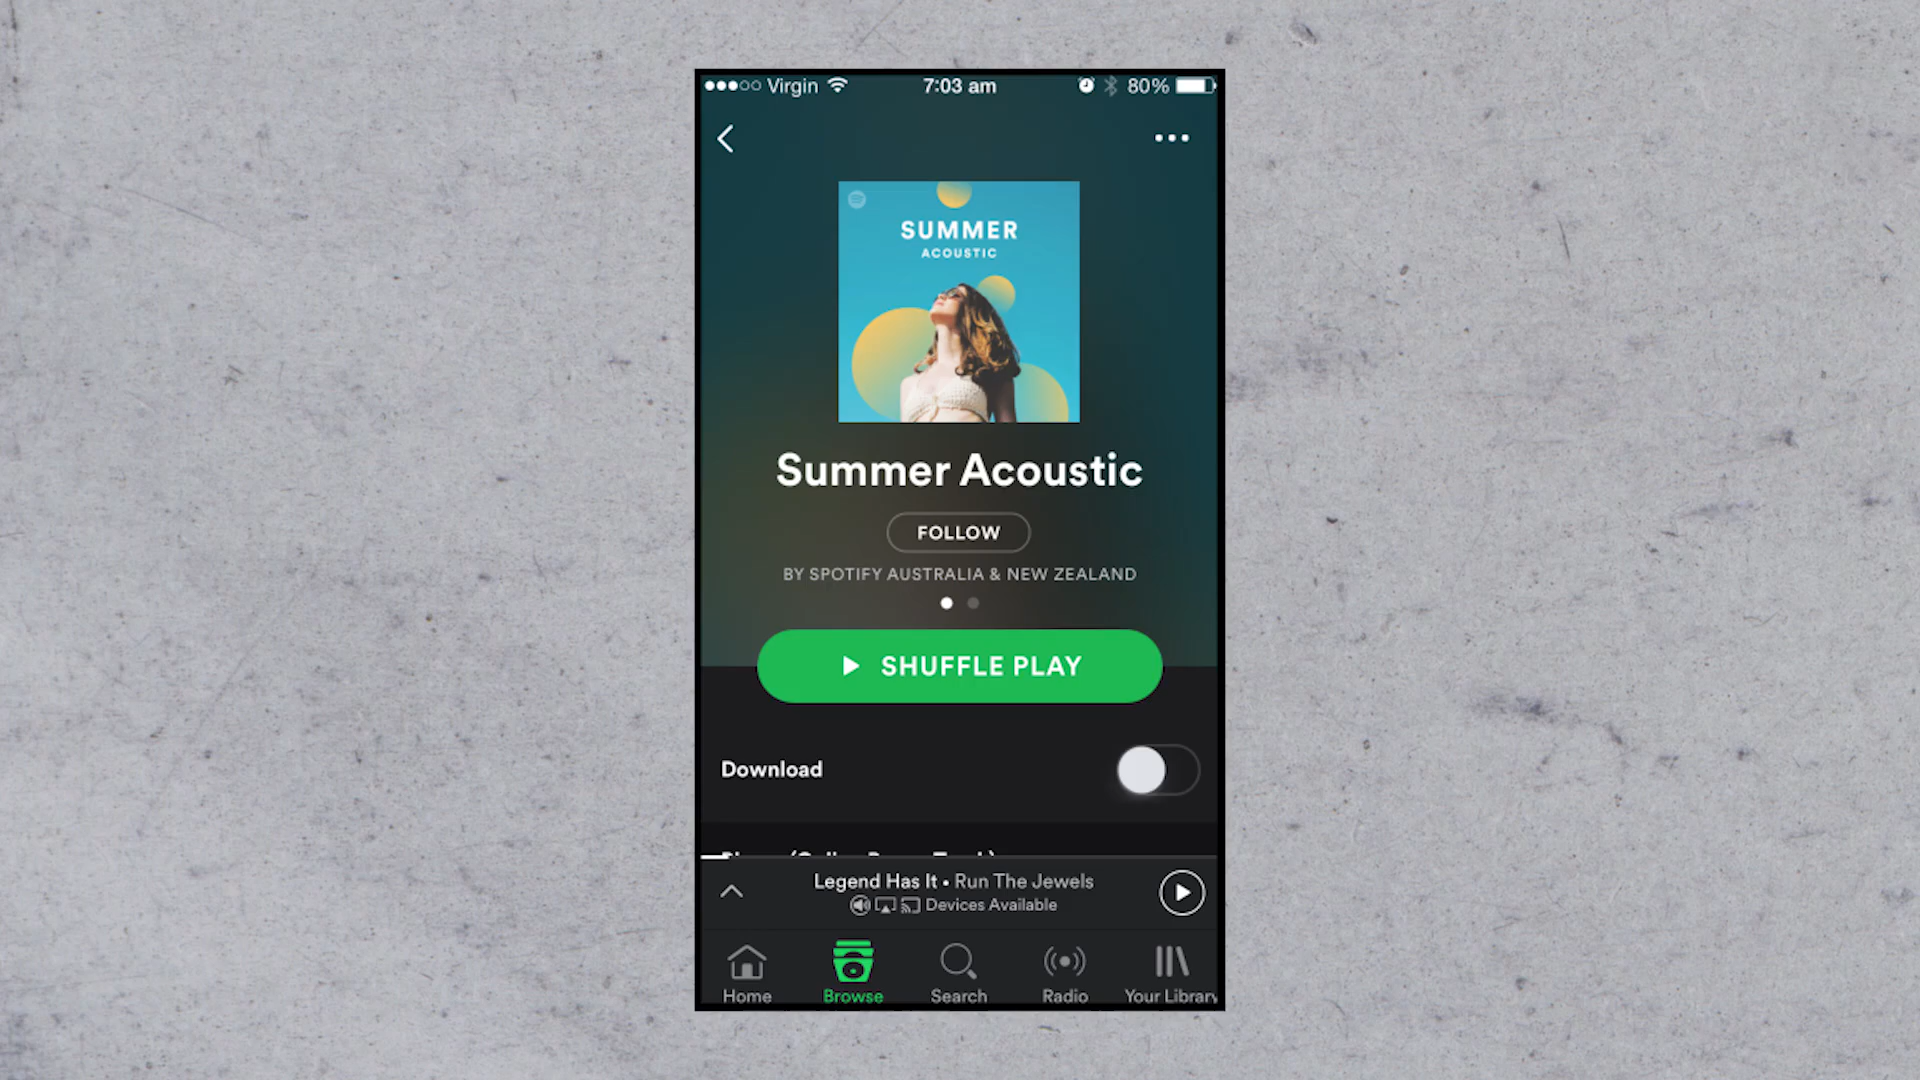 Virgin 7:03 am 80%
SUMMER
ACOUSTIC
Summer Acoustic
FOLLOW
BY SPOTIFY AUSTRALIA & NEW ZEALAND
SHUFFLE PLAY
Download
Legend Has It • Run The Jewels
Devices Available
Home Browse Search Radio Your Library